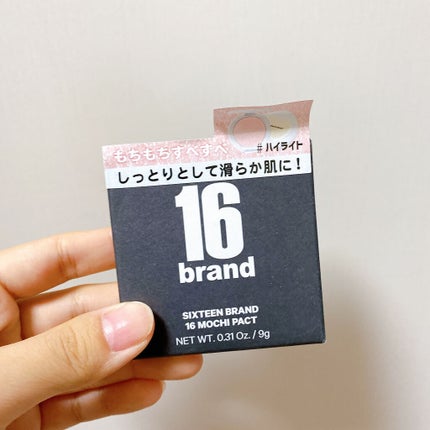 もちもちすべすべ
#ハイライト
しっとりとして滑らか肌に!
16
brand
SIXTEEN BRAND
16 MOCHI PACT
NET WT. 0.31 Oz. / 9g